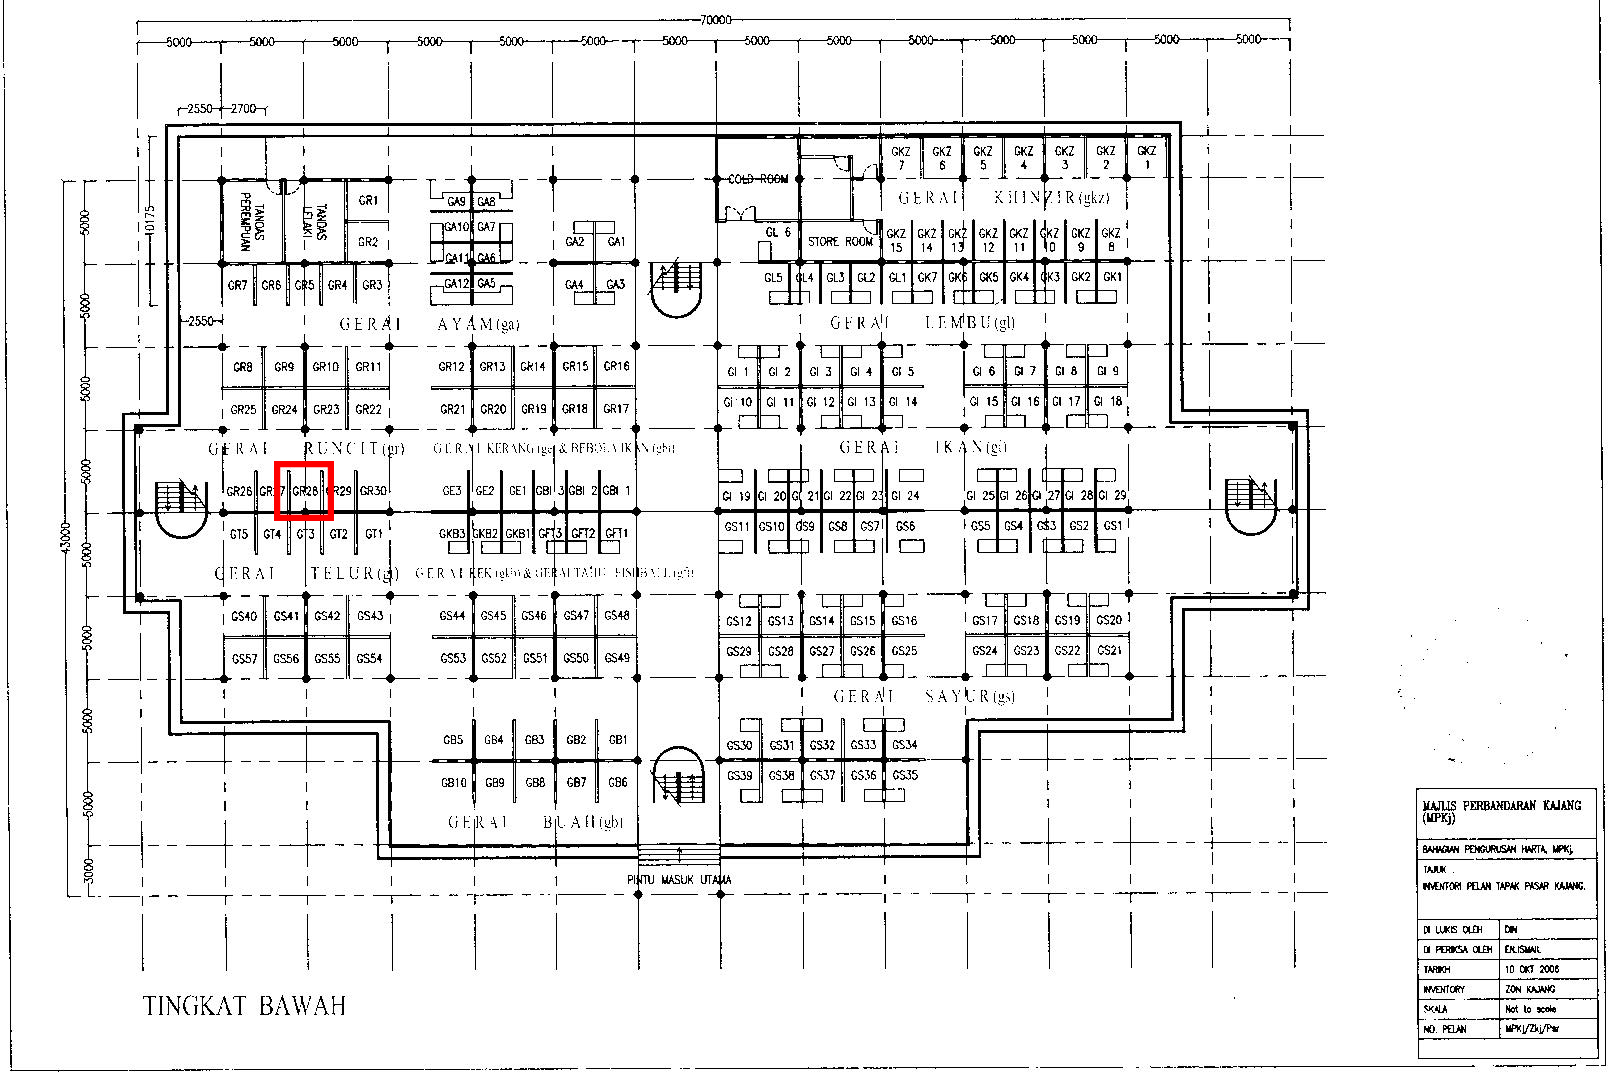 70000
5000 5000 5000 5000 5000 5000 5000 5000 5000 5000 5000 5000 5000 5000
2550 2700
GKZ 7 GKZ 6 GKZ 5 GKZ 4 GKZ 3 GKZ 2 GKZ 1
COLD ROOM
GERAI KHINZIR(gkz)
TANDAS PEREMPUAN
TANDAS LELAKI
GR1
GR2
GA9 GA8
GA10 GA7
GA11 GA6
GA12 GA5
GA2 GA1
GA4 GA3
GL 6
STORE ROOM
GKZ 15 GKZ 14 GKZ 13 GKZ 12 GKZ 11 GKZ 10 GKZ 9 GKZ 8
GR7 GR6 GR5 GR4 GR3
GL5 GL4 GL3 GL2 GL1 GK7 GK6 GK5 GK4 GK3 GK2 GK1
10175
2550
GERAI AYAM(ga)
GERAI LEMBU(gl)
GR8 GR9 GR10 GR11 GR12 GR13 GR14 GR15 GR16
GI 1 GI 2 GI 3 GI 4 GI 5 GI 6 GI 7 GI 8 GI 9
GR25 GR24 GR23 GR22 GR21 GR20 GR19 GR18 GR17
GI 10 GI 11 GI 12 GI 13 GI 14 GI 15 GI 16 GI 17 GI 18
GERAI RUNCIT(gr)
GERAI KERANG(ge) & BEBOLA IKAN(gbi)
GERAI IKAN(gi)
GR26 GR27 GR28 GR29 GR30 GE3 GE2 GE1 GBI 3 GBI 2 GBI 1
GI 19 GI 20 GI 21 GI 22 GI 23 GI 24 GI 25 GI 26 GI 27 GI 28 GI 29
GT5 GT4 GT3 GT2 GT1 GKB3 GKB2 GKB1 GFT3 GFT2 GFT1
GS11 GS10 GS9 GS8 GS7 GS6 GS5 GS4 GS3 GS2 GS1
GERAI TELUR(gt)
GERAI
GS40 GS41 GS42 GS43 GS44 GS45 GS46 GS47 GS48
GS12 GS13 GS14 GS15 GS16 GS17 GS18 GS19 GS20
GS57 GS56 GS55 GS54 GS53 GS52 GS51 GS50 GS49
GS29 GS28 GS27 GS26 GS25 GS24 GS23 GS22 GS21
GERAI SAYUR(gs)
GB5 GB4 GB3 GB2 GB1
GS30 GS31 GS32 GS33 GS34
GB10 GB9 GB8 GB7 GB6
GS39 GS38 GS37 GS36 GS35
GERAI BUAH(gb)
PINTU MASUK UTAMA
43000
5000 5000 5000 5000 5000 5000 5000 5000 3000
TINGKAT BAWAH
MAJLIS PERBANDARAN KAJANG
(MPKj)
BAHAGIAN PENGURUSAN HARTA, MPKj.
TAJUK
INVENTORI PELAN TAPAK PASAR KAJANG.
DI LUKIS OLEH DIN
DI PERIKSA OLEH EN.ISMAIL
TARIKH 10 OKT 2006
INVENTORY ZON KAJANG
SKALA Not to scale
NO. PELAN MPKj/Zkj/Psr